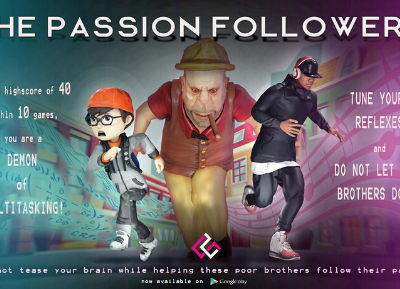 HE PASSION FOLLOWER
highscore of 40
hin 10 games,
you are a
DEMON
of
LTITASKING!
TUNE YOUR
REFLEXES
and
DO NOT LET
BROTHERS DO
not tease your brain while helping these poor brothers follow their pa
now available on Google play